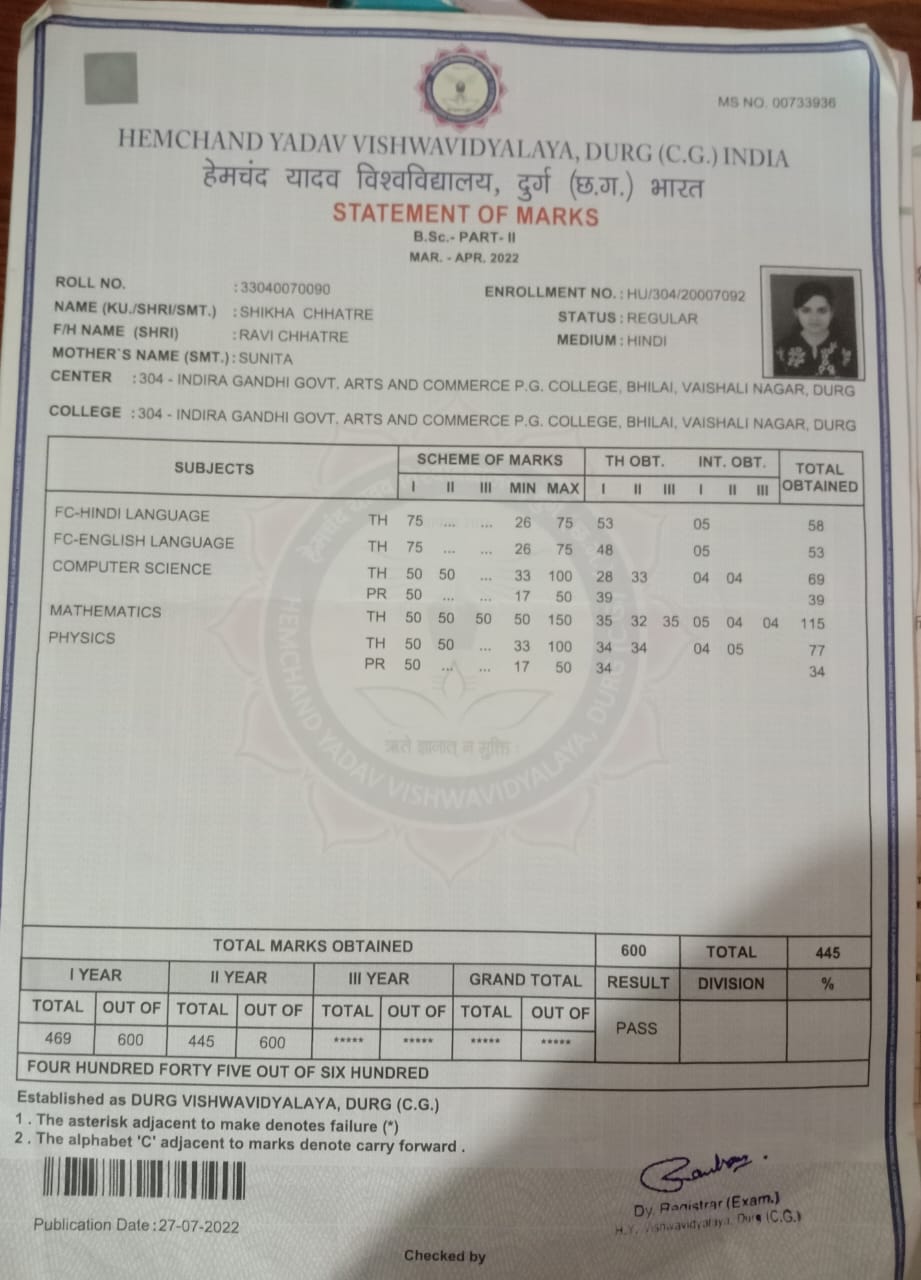 MS NO. 00733936
HEMCHAND YADAV VISHWAVIDYALAYA, DURG (C.G.) INDIA
हेमचंद यादव विश्वविद्यालय, दुर्ग (छ.ग.) भारत
STATEMENT OF MARKS
B.Sc.- PART- II
MAR. - APR. 2022
ROLL NO. : 33040070090 ENROLLMENT NO. : HU/304/20007092
NAME (KU./SHRI/SMT.) : SHIKHA CHHATRE STATUS : REGULAR
F/H NAME (SHRI) : RAVI CHHATRE MEDIUM : HINDI
MOTHER`S NAME (SMT.) : SUNITA
CENTER : 304 - INDIRA GANDHI GOVT. ARTS AND COMMERCE P.G. COLLEGE, BHILAI, VAISHALI NAGAR, DURG
COLLEGE : 304 - INDIRA GANDHI GOVT. ARTS AND COMMERCE P.G. COLLEGE, BHILAI, VAISHALI NAGAR, DURG
SUBJECTS SCHEME OF MARKS TH OBT. INT. OBT. TOTAL OBTAINED
I II III MIN MAX I II III I II III
FC-HINDI LANGUAGE TH 75 ... ... 26 75 53 05 58
FC-ENGLISH LANGUAGE TH 75 ... ... 26 75 48 05 53
COMPUTER SCIENCE TH 50 50 ... 33 100 28 33 04 04 69
PR 50 ... ... 17 50 39 39
MATHEMATICS TH 50 50 50 50 150 35 32 35 05 04 04 115
PHYSICS TH 50 50 ... 33 100 34 34 04 05 77
PR 50 ... ... 17 50 34 34
ऋते ज्ञानात् न मुक्तिः
HEMCHAND YADAV VISHWAVIDYALAYA, DURG
TOTAL MARKS OBTAINED 600 TOTAL 445
I YEAR II YEAR III YEAR GRAND TOTAL RESULT DIVISION %
TOTAL OUT OF TOTAL OUT OF TOTAL OUT OF TOTAL OUT OF PASS
469 600 445 600 ***** ***** ***** *****
FOUR HUNDRED FORTY FIVE OUT OF SIX HUNDRED
Established as DURG VISHWAVIDYALAYA, DURG (C.G.)
1 . The asterisk adjacent to make denotes failure (*)
2 . The alphabet 'C' adjacent to marks denote carry forward .
Dy. Registrar (Exam.)
H.Y. Vishwavidyalaya, Durg (C.G.)
Publication Date : 27-07-2022
Checked by